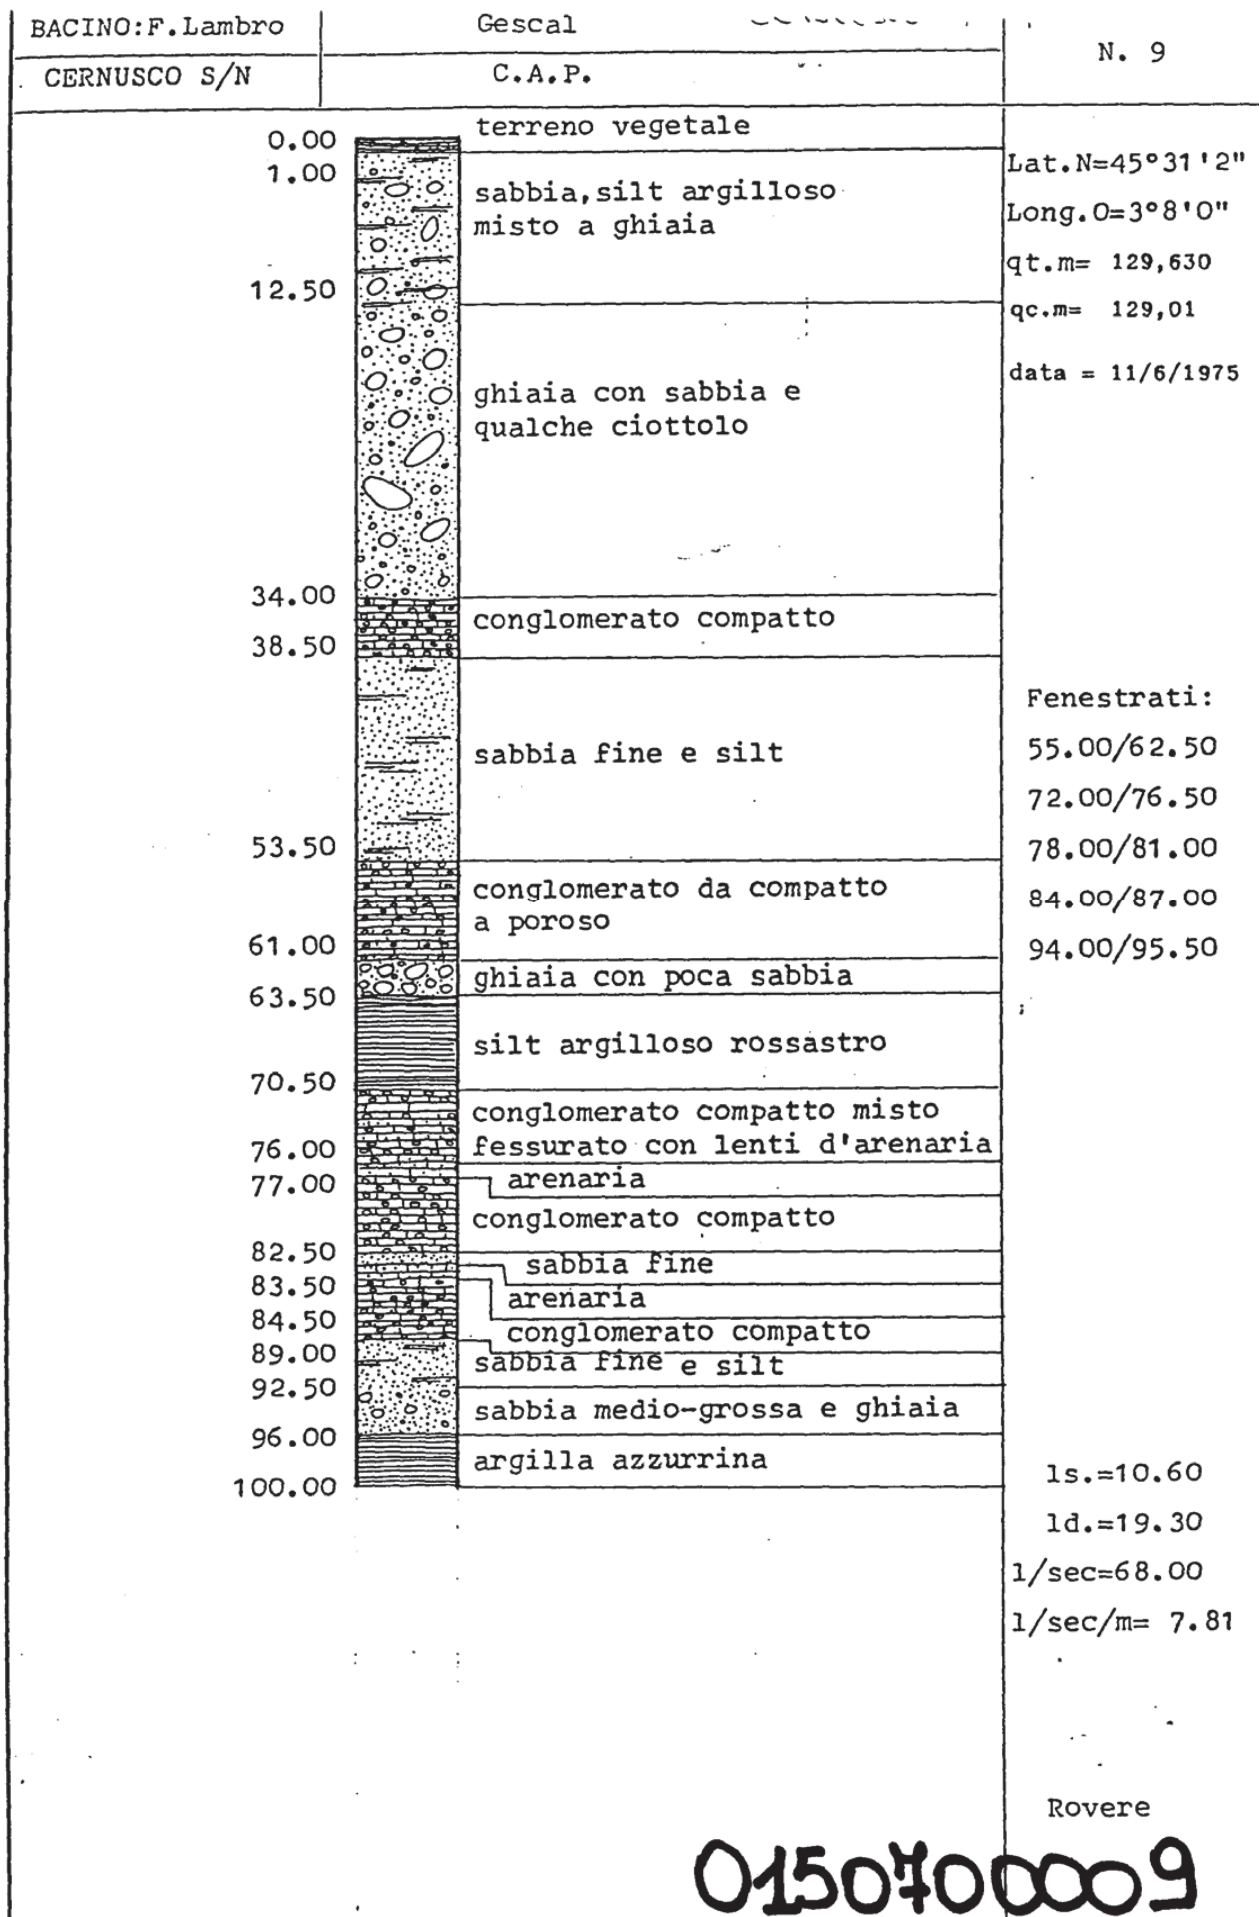 BACINO:F.Lambro
Gescal
N. 9
CERNUSCO S/N
C.A.P.
0.00
terreno vegetale
1.00
sabbia,silt argilloso
misto a ghiaia
12.50
ghiaia con sabbia e
qualche ciottolo
34.00
conglomerato compatto
38.50
sabbia fine e silt
53.50
conglomerato da compatto
a poroso
61.00
ghiaia con poca sabbia
63.50
silt argilloso rossastro
70.50
conglomerato compatto misto
fessurato con lenti d'arenaria
76.00
arenaria
77.00
conglomerato compatto
82.50
sabbia fine
83.50
arenaria
84.50
conglomerato compatto
89.00
sabbia fine e silt
92.50
sabbia medio-grossa e ghiaia
96.00
argilla azzurrina
100.00
Lat.N=45°31'2"
Long.O=3°8'0"
qt.m= 129,630
qc.m= 129,01
data = 11/6/1975
Fenestrati:
55.00/62.50
72.00/76.50
78.00/81.00
84.00/87.00
94.00/95.50
ls.=10.60
ld.=19.30
l/sec=68.00
l/sec/m= 7.81
Rovere
0150700009